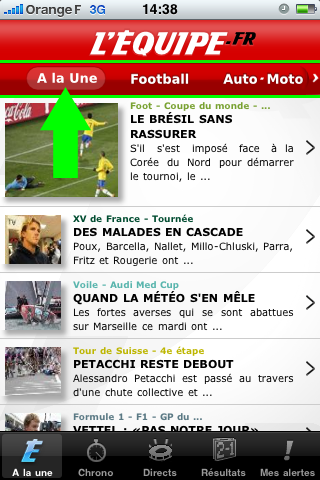 Orange F 3G 14:38
L'ÉQUIPE.FR
A la Une Football Auto-Moto
Foot - Coupe du monde - ...
LE BRÉSIL SANS
RASSURER
S'il s'est imposé face à la
Corée du Nord pour démarrer
le tournoi, le ...
XV de France - Tournée
DES MALADES EN CASCADE
Poux, Barcella, Nallet, Millo-Chluski, Parra,
Fritz et Rougerie ont ...
Voile - Audi Med Cup
QUAND LA MÉTÉO S'EN MÊLE
Les fortes averses qui se sont abattues
sur Marseille ce mardi ont ...
Tour de Suisse - 4e étape
PETACCHI RESTE DEBOUT
Alessandro Petacchi est passé au travers
d'une chute collective et ...
Formule 1 - F1 - GP du ...
VETTEL : «PAS NOTRE JOUR»
A la une Chrono Directs Résultats Mes alertes